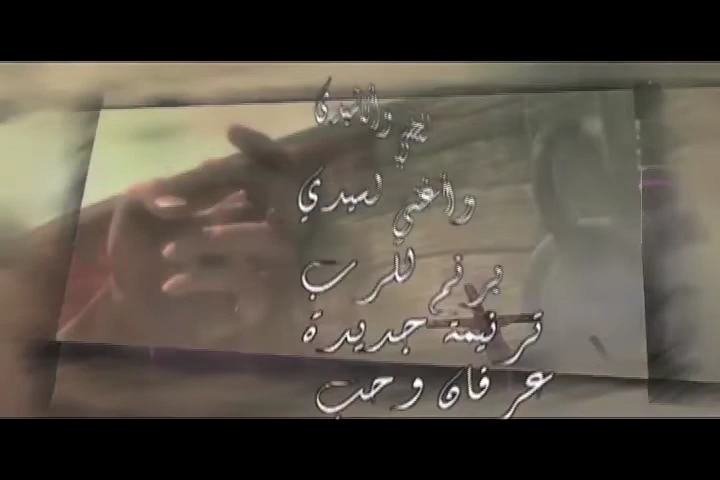 واغني لسيدي
برنم للرب
ترنيمة جديدة
عرفان وحب